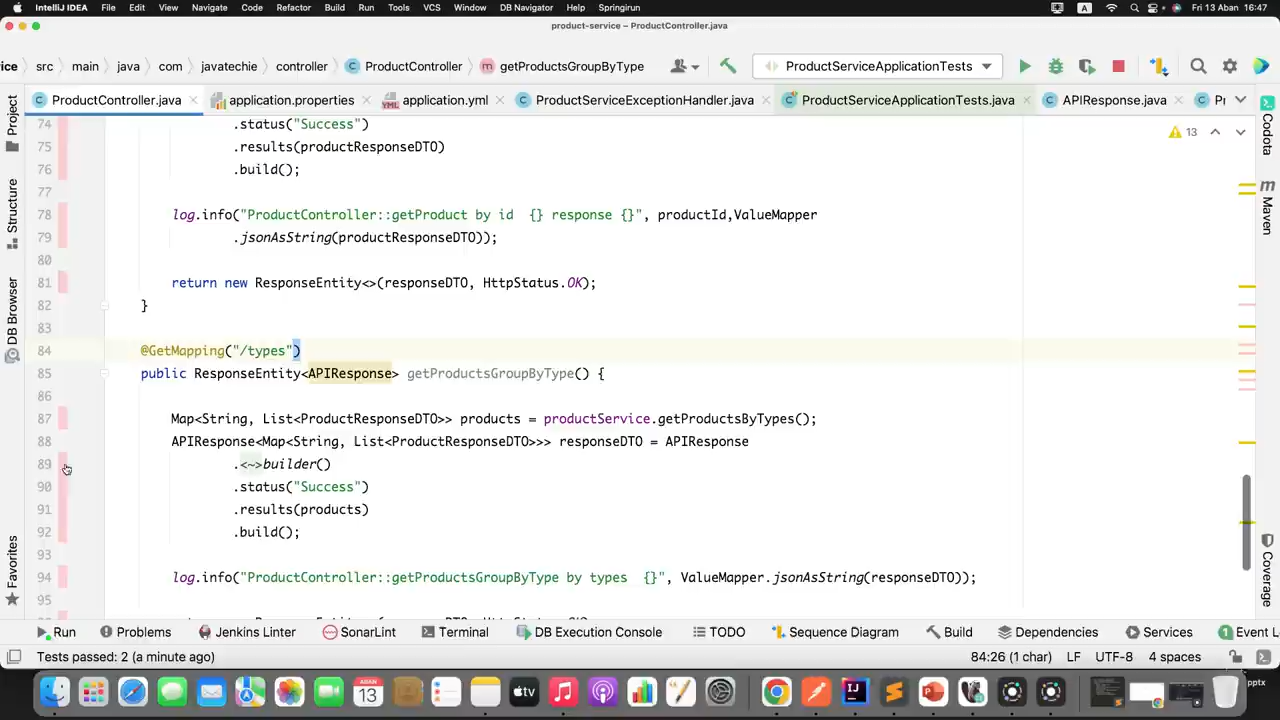 IntelliJ IDEA File Edit View Navigate Code Refactor Build Run Tools VCS Window DB Navigator Help Springirun A Fri 13 Aban 16:47
product-service – ProductController.java
ice src main java com javatechie controller ProductController getProductsGroupByType ProductServiceApplicationTests
ProductController.java application.properties application.yml ProductServiceExceptionHandler.java ProductServiceApplicationTests.java APIResponse.java Pr
Project
Structure
DB Browser
Favorites
13
Codota
Maven
Coverage
74 .status("Success")
75 .results(productResponseDTO)
76 .build();
77
78 log.info("ProductController::getProduct by id  {} response {}", productId,ValueMapper
79 .jsonAsString(productResponseDTO));
80
81 return new ResponseEntity<>(responseDTO, HttpStatus.OK);
82 }
83
84 @GetMapping("/types")
85 public ResponseEntity<APIResponse> getProductsGroupByType() {
86
87 Map<String, List<ProductResponseDTO>> products = productService.getProductsByTypes();
88 APIResponse<Map<String, List<ProductResponseDTO>>> responseDTO = APIResponse
89 .<~>builder()
90 .status("Success")
91 .results(products)
92 .build();
93
94 log.info("ProductController::getProductsGroupByType by types  {}", ValueMapper.jsonAsString(responseDTO));
95
Run Problems Jenkins Linter SonarLint Terminal DB Execution Console TODO Sequence Diagram Build Dependencies Services 1 Event L
Tests passed: 2 (a minute ago) 84:26 (1 char) LF UTF-8 4 spaces
13
tv
pptx